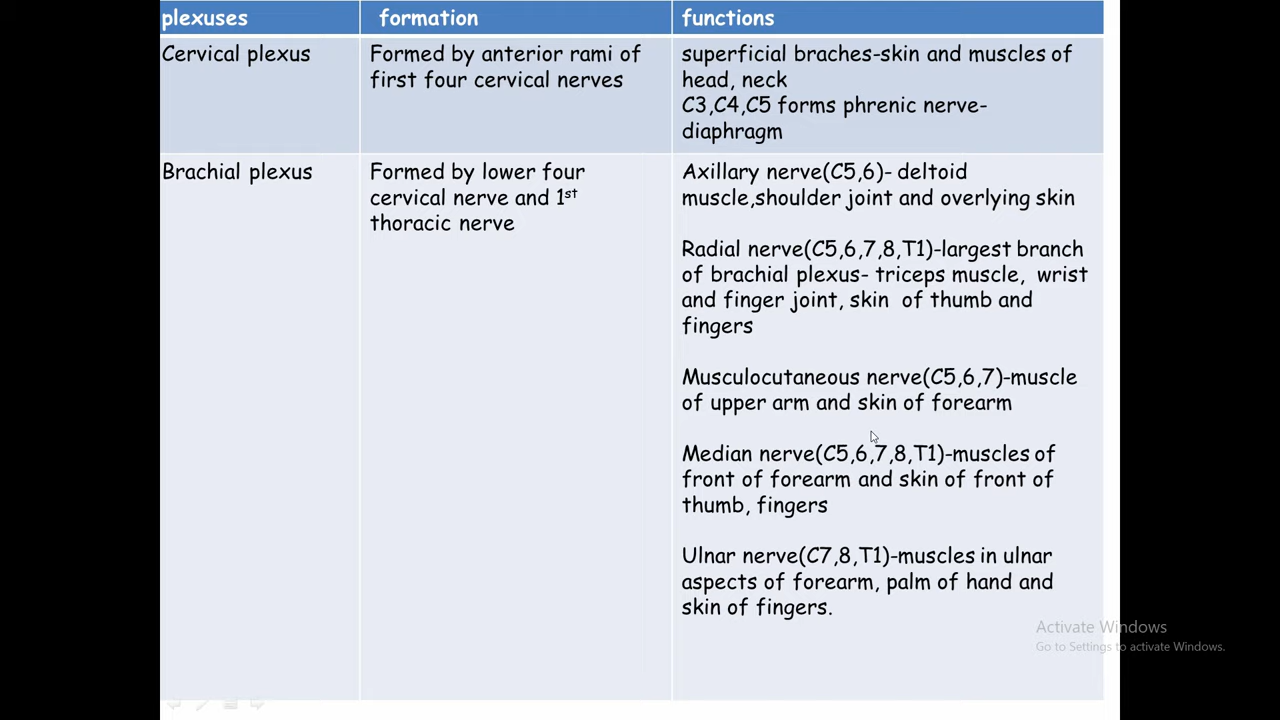 plexuses
formation
functions
Cervical plexus
Formed by anterior rami of
first four cervical nerves
superficial braches-skin and muscles of
head, neck
C3,C4,C5 forms phrenic nerve-
diaphragm
Brachial plexus
Formed by lower four
cervical nerve and 1st
thoracic nerve
Axillary nerve(C5,6)- deltoid
muscle,shoulder joint and overlying skin
Radial nerve(C5,6,7,8,T1)-largest branch
of brachial plexus- triceps muscle, wrist
and finger joint, skin of thumb and
fingers
Musculocutaneous nerve(C5,6,7)-muscle
of upper arm and skin of forearm
Median nerve(C5,6,7,8,T1)-muscles of
front of forearm and skin of front of
thumb, fingers
Ulnar nerve(C7,8,T1)-muscles in ulnar
aspects of forearm, palm of hand and
skin of fingers.
Activate Windows
Go to Settings to activate Windows.